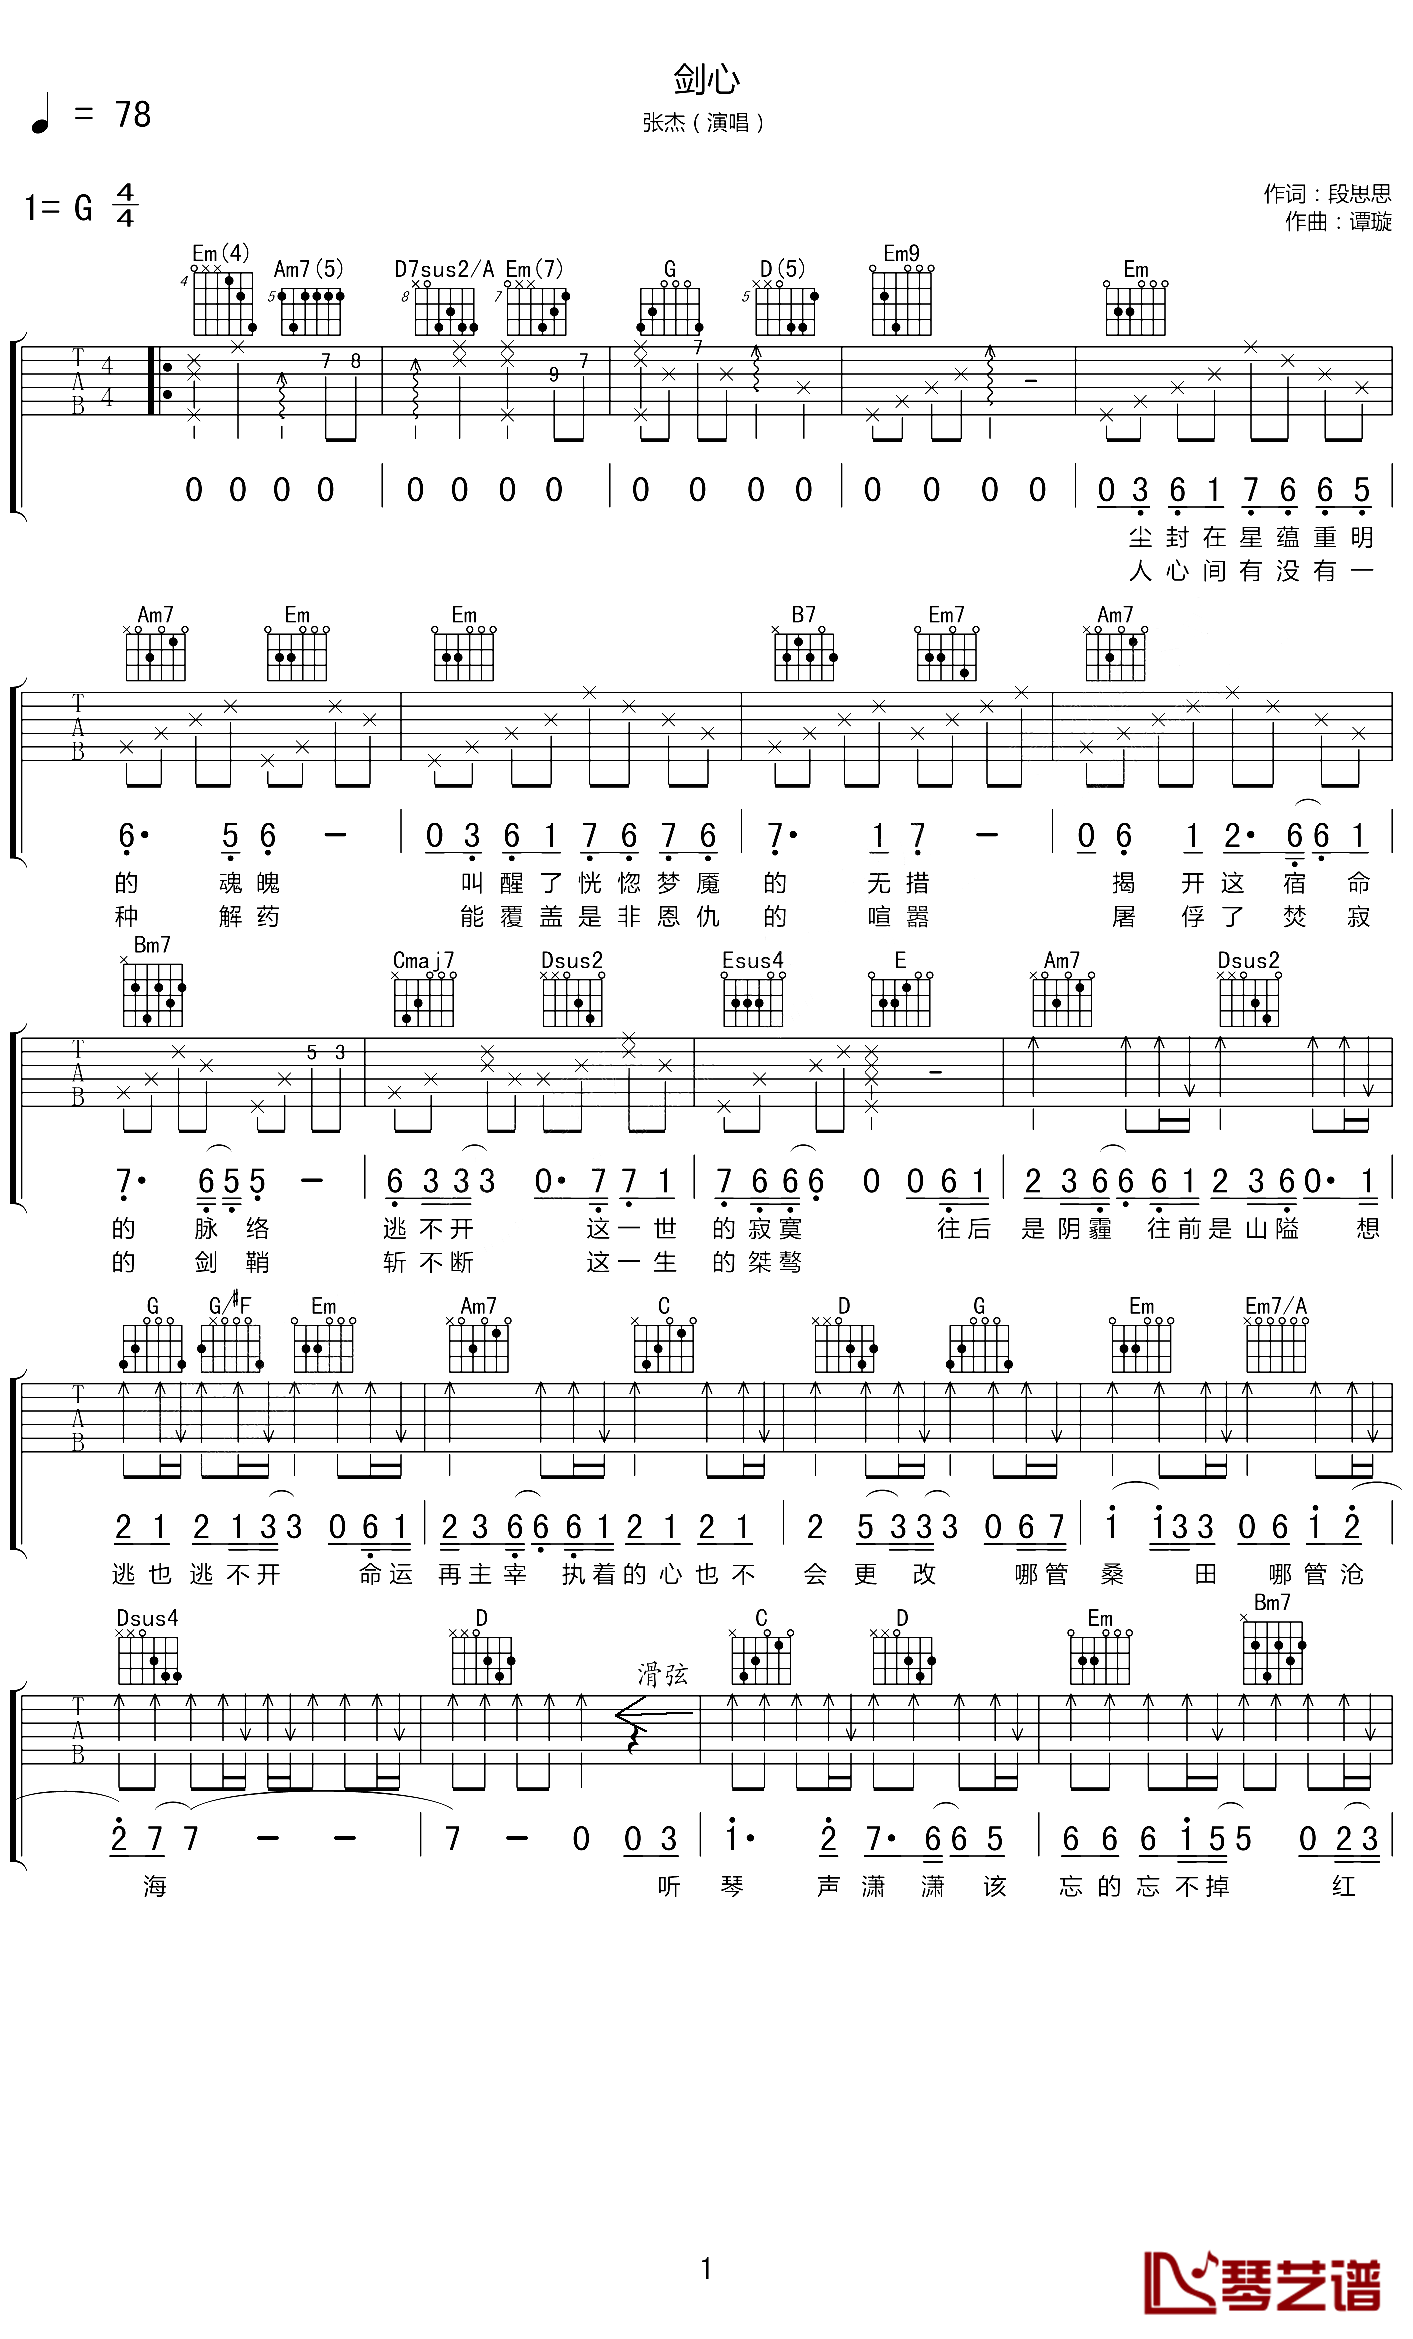 剑心
♩ = 78
张杰（演唱）
1= G 4/4
作词：段思思
作曲：谭璇
Em(4) Am7(5) D7sus2/A Em(7) G D(5) Em9 Em
4 5 8 7 5
T A B 4/4 7 8 9 7 7
0 0 0 0 0 0 0 0 0 0 0 0 0 0 0 0 0 3 6 1 7 6 6 5
尘封在星蕴重明
人心间有没有一
Am7 Em Em B7 Em7 Am7
T A B
6· 5 6 - 0 3 6 1 7 6 7 6 7· 1 7 - 0 6 1 2· 6 6 1
的 魂魄 叫醒了恍惚梦魇的 无措 揭 开这 宿 命
种 解药 能覆盖是非恩仇的 喧嚣 屠 俘了 焚 寂
Bm7 Cmaj7 Dsus2 Esus4 E Am7 Dsus2
T A B 5 3
7· 6 5 5 - 6 3 3 3 0· 7 7 1 7 6 6 6 0 0 6 1 2 3 6 6 6 1 2 3 6 0· 1
的 脉 络 逃不开 这一世 的寂寞 往后 是阴霾 往前是山隘 想
的 剑 鞘 斩不断 这一生 的桀骜
G G/#F Em Am7 C D G Em Em7/A
T A B
2 1 2 1 3 3 0 6 1 2 3 6 6 6 1 2 1 2 1 2 5 3 3 3 0 6 7 1 1 3 3 0 6 1 2
逃也逃不开 命运 再主宰 执着的心也不 会 更 改 哪管 桑 田 哪管沧
Dsus4 D C D Em Bm7
滑弦
T A B
2 7 7 - - 7 - 0 0 3 1· 2 7· 6 6 5 6 6 6 1 5 5 0 2 3
海 听 琴 声 潇 潇 该 忘的忘不掉 红
1
琴艺谱